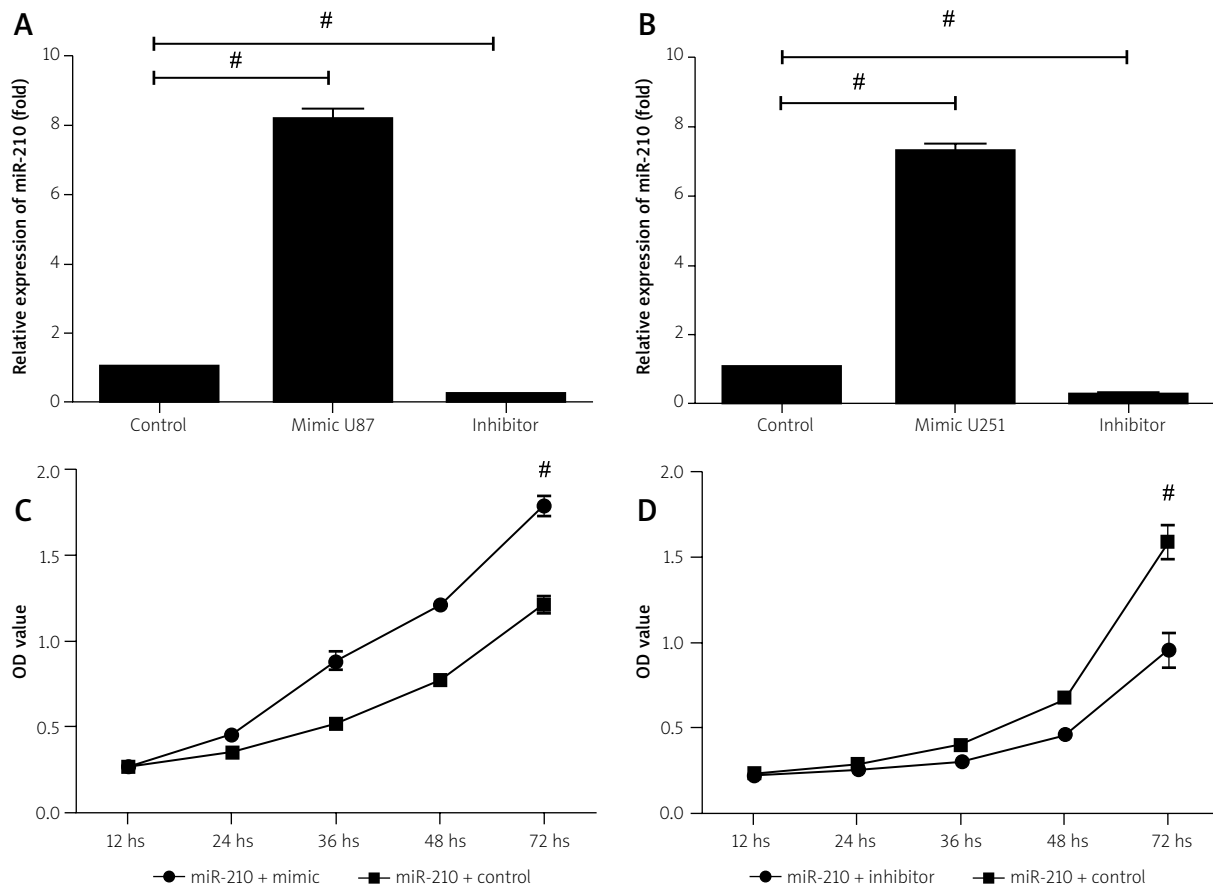 A
#
#
Relative expression of miR-210 (fold)
10
8
6
4
2
0
Control Mimic U87 Inhibitor
B
#
#
Relative expression of miR-210 (fold)
10
8
6
4
2
0
Control Mimic U251 Inhibitor
C
#
OD value
2.0
1.5
1.0
0.5
0.0
12 hs 24 hs 36 hs 48 hs 72 hs
miR-210 + mimic miR-210 + control
D
#
OD value
2.0
1.5
1.0
0.5
0.0
12 hs 24 hs 36 hs 48 hs 72 hs
miR-210 + inhibitor miR-210 + control